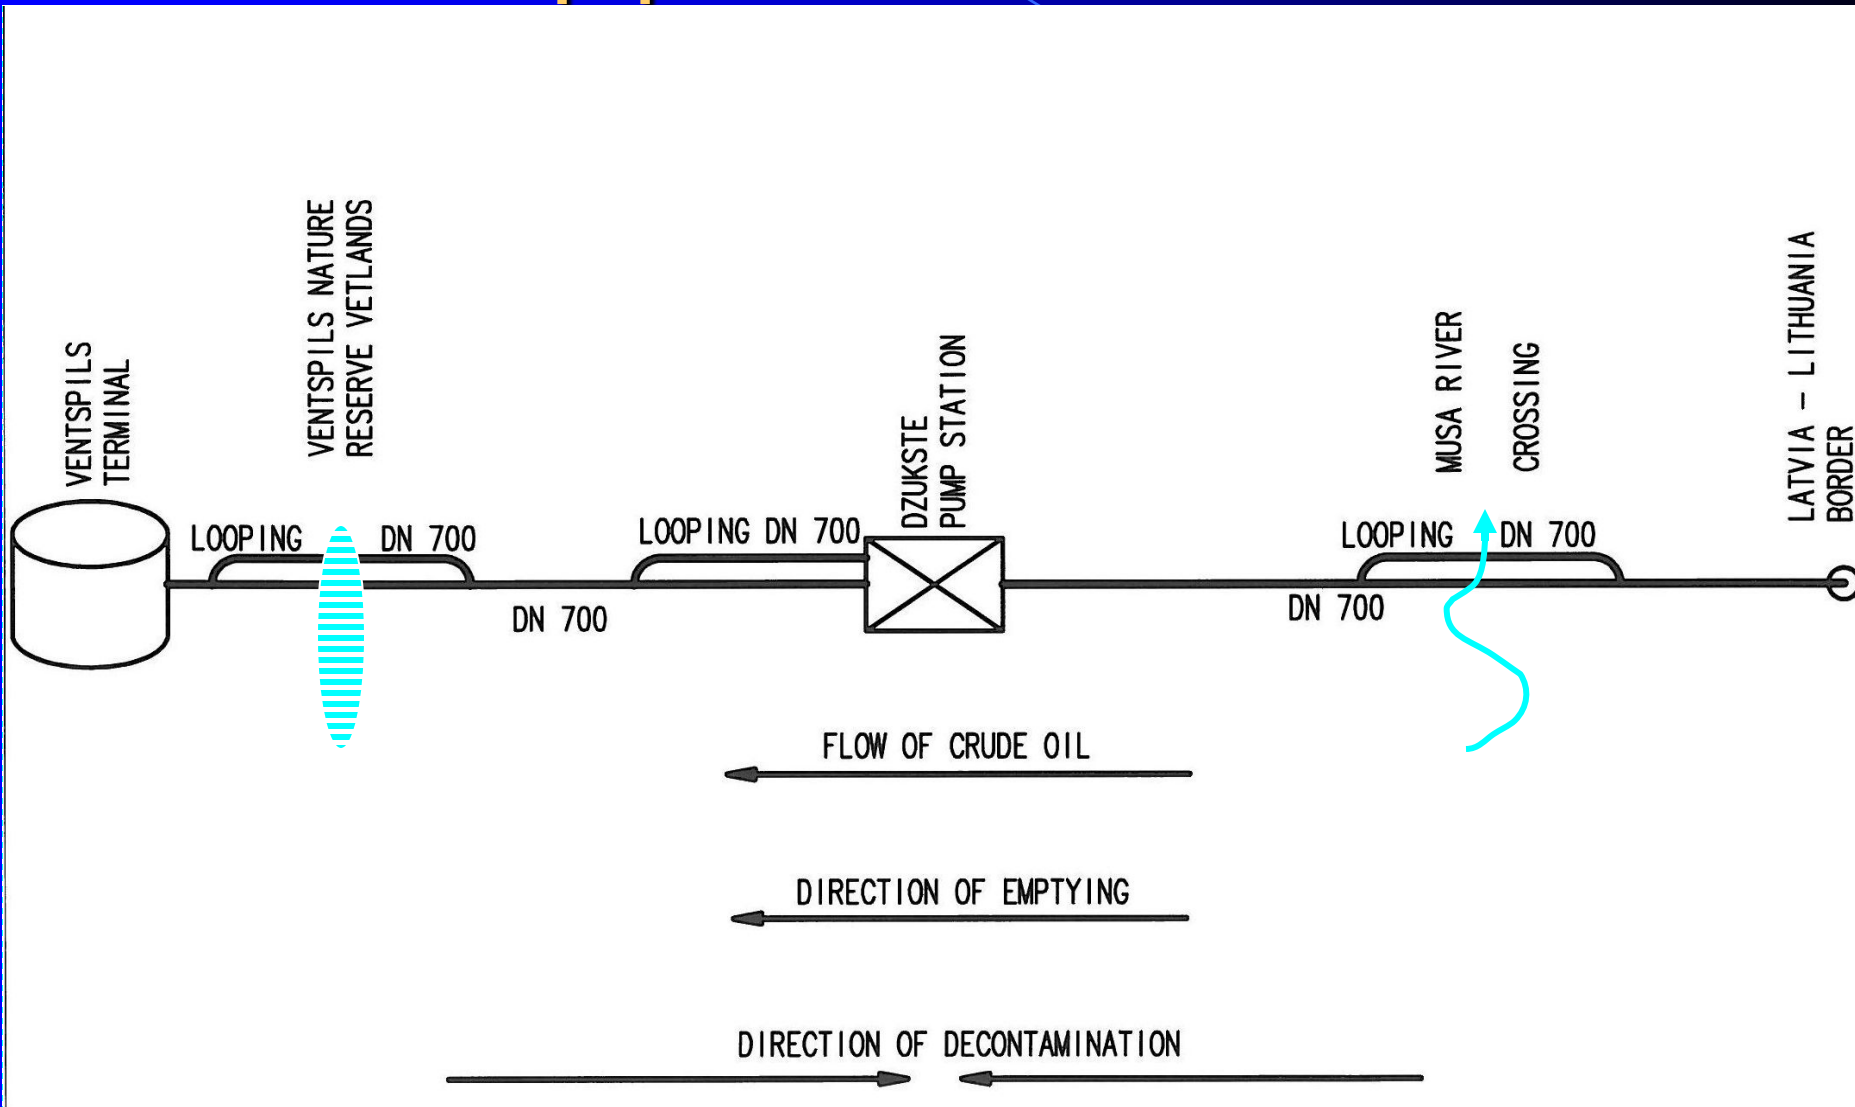 VENTSPILS
TERMINAL
VENTSPILS NATURE
RESERVE VETLANDS
DZUKSTE
PUMP STATION
MUSA RIVER
CROSSING
LATVIA – LITHUANIA
BORDER
LOOPING DN 700
LOOPING DN 700
LOOPING DN 700
DN 700
DN 700
FLOW OF CRUDE OIL
DIRECTION OF EMPTYING
DIRECTION OF DECONTAMINATION